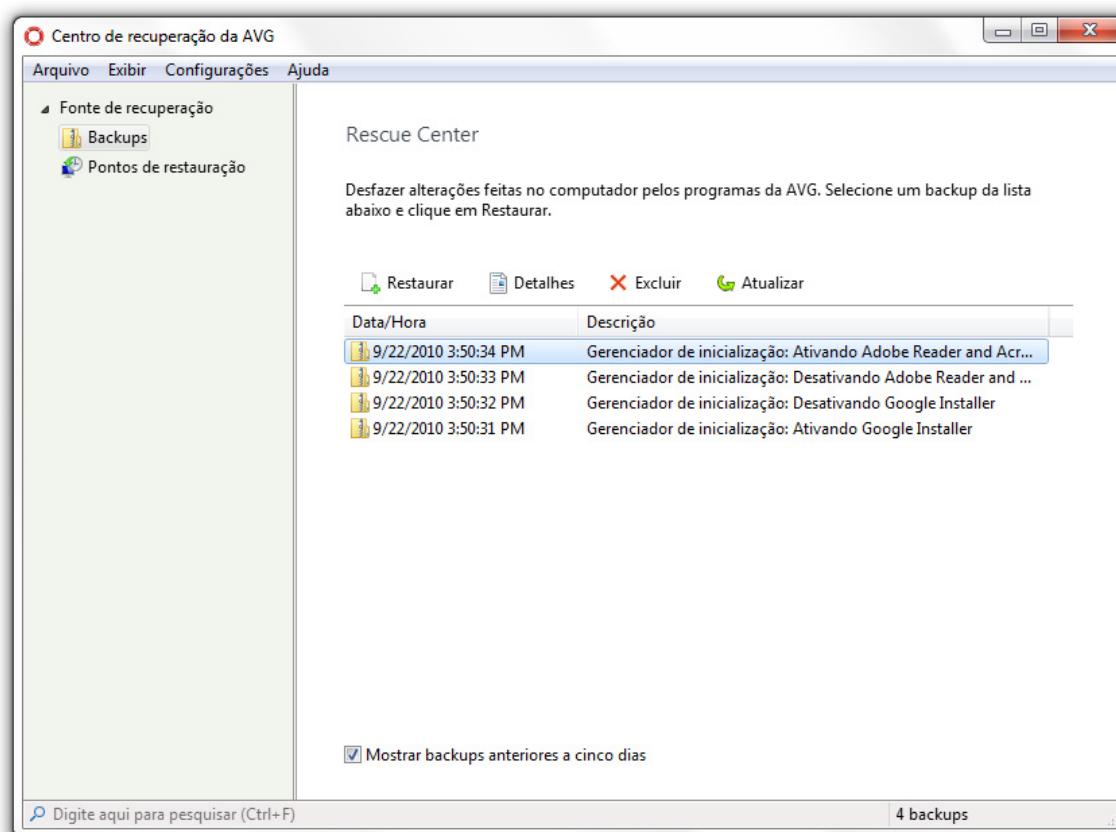 Centro de recuperação da AVG
Arquivo Exibir Configurações Ajuda
Fonte de recuperação
Backups
Pontos de restauração
Rescue Center
Desfazer alterações feitas no computador pelos programas da AVG. Selecione um backup da lista
abaixo e clique em Restaurar.
Restaurar Detalhes Excluir Atualizar
Data/Hora Descrição
9/22/2010 3:50:34 PM Gerenciador de inicialização: Ativando Adobe Reader and Acr...
9/22/2010 3:50:33 PM Gerenciador de inicialização: Desativando Adobe Reader and ...
9/22/2010 3:50:32 PM Gerenciador de inicialização: Desativando Google Installer
9/22/2010 3:50:31 PM Gerenciador de inicialização: Ativando Google Installer
Mostrar backups anteriores a cinco dias
Digite aqui para pesquisar (Ctrl+F) 4 backups